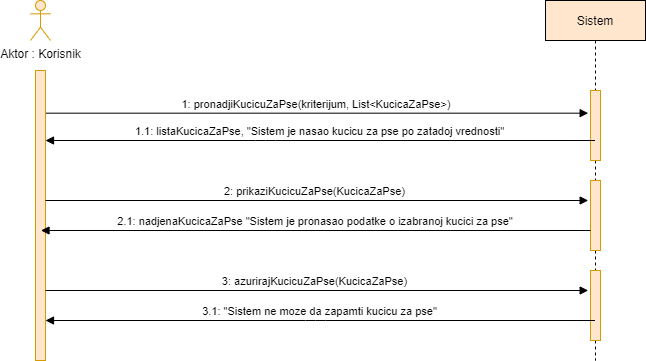 Sistem
Aktor : Korisnik
1: pronadjiKucicuZaPse(kriterijum, List<KucicaZaPse>)
1.1: listaKucicaZaPse, "Sistem je nasao kucicu za pse po zatadoj vrednosti"
2: prikaziKucicuZaPse(KucicaZaPse)
2.1: nadjenaKucicaZaPse "Sistem je pronasao podatke o izabranoj kucici za pse"
3: azurirajKucicuZaPse(KucicaZaPse)
3.1: "Sistem ne moze da zapamti kucicu za pse"